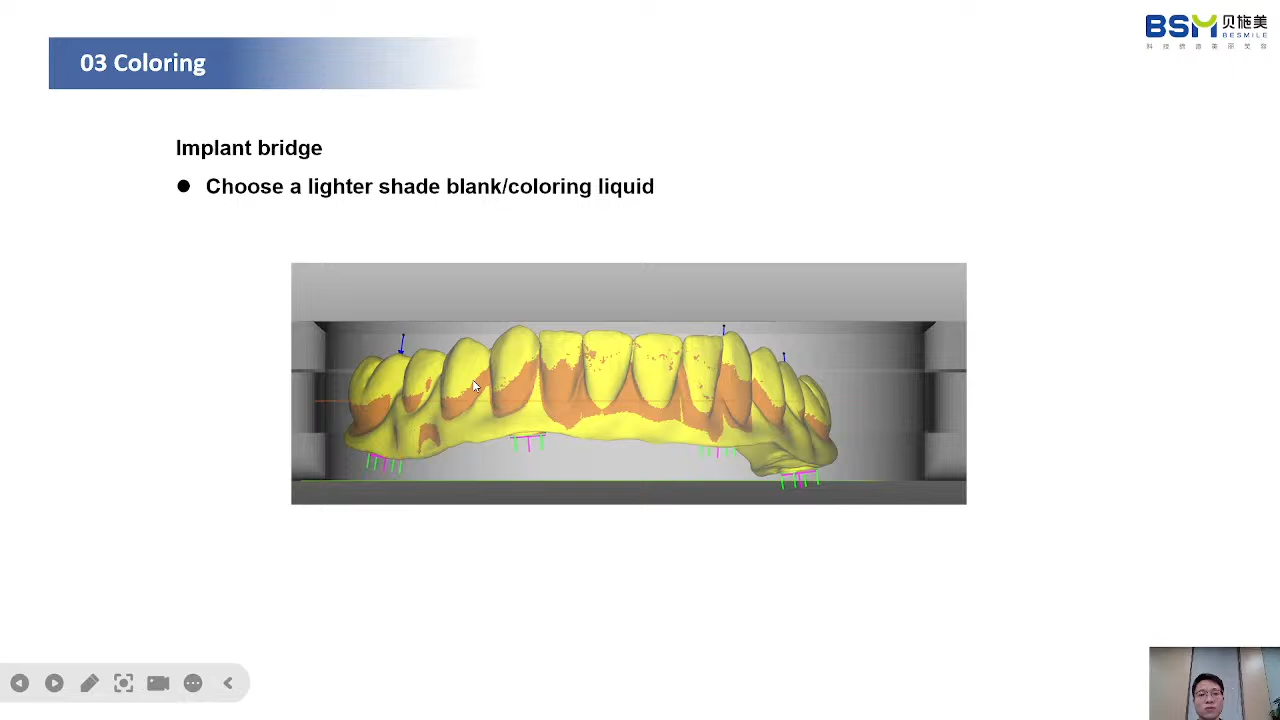 BSM 贝施美
BESMILE
03 Coloring
Implant bridge
Choose a lighter shade blank/coloring liquid